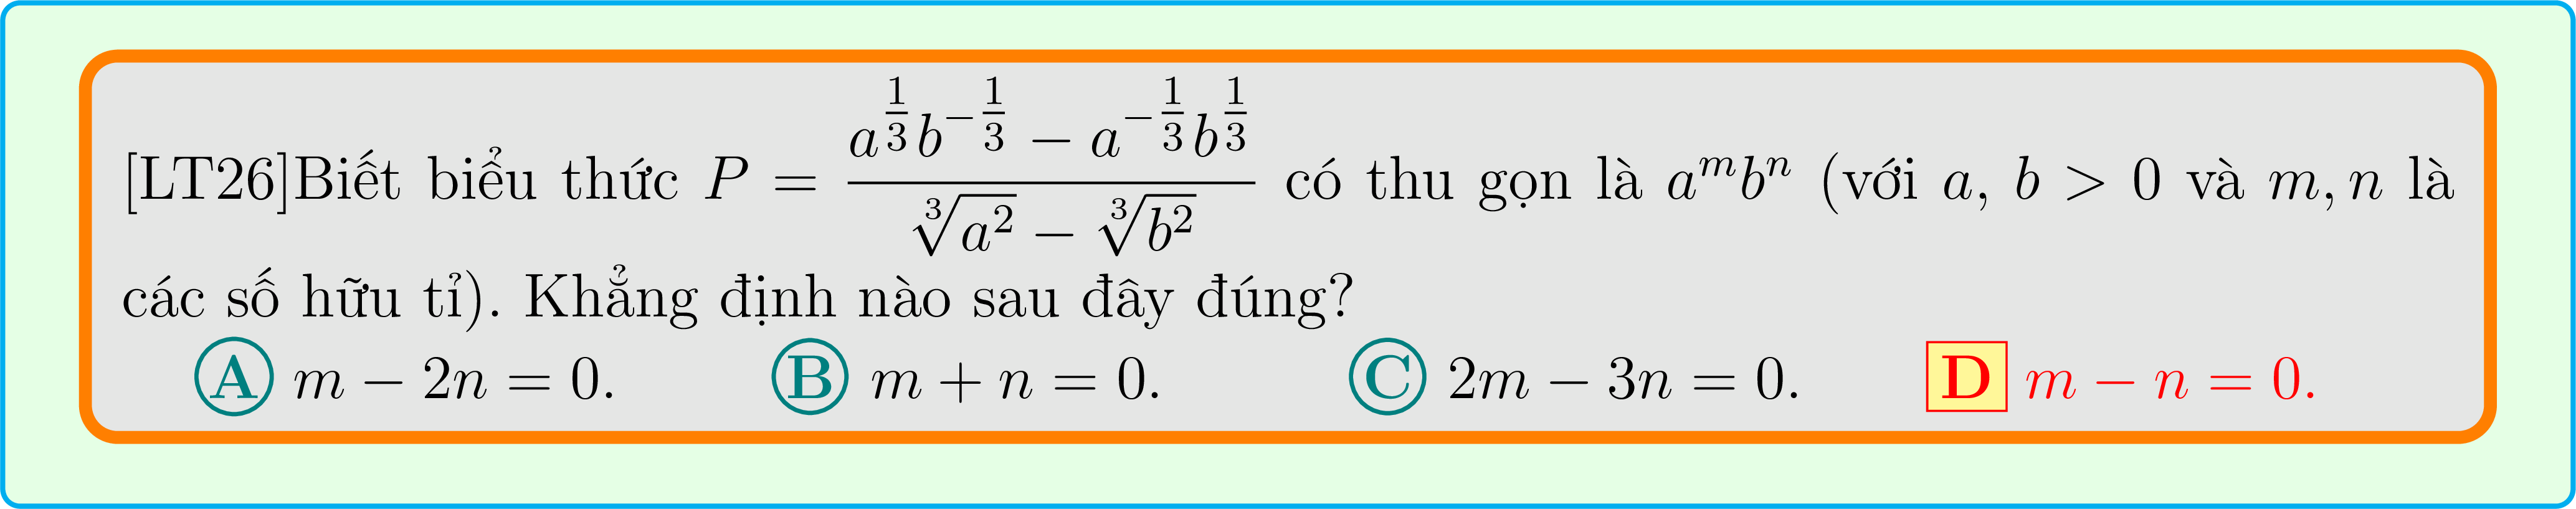 [LT26]Biết biểu thức $P = \dfrac{a^{\frac{1}{3}}b^{-\frac{1}{3}} - a^{-\frac{1}{3}}b^{\frac{1}{3}}}{\sqrt[3]{a^2} - \sqrt[3]{b^2}}$ có thu gọn là $a^m b^n$ (với $a, b > 0$ và $m, n$ là
các số hữu tỉ). Khẳng định nào sau đây đúng?
A $m - 2n = 0.$ B $m + n = 0.$ C $2m - 3n = 0.$ D $m - n = 0.$